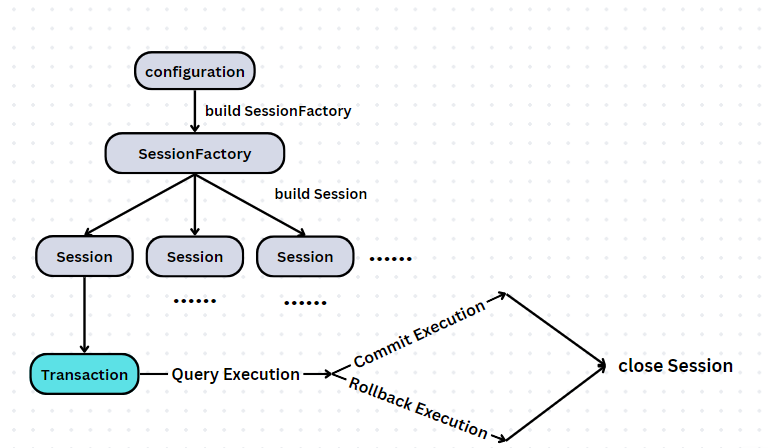 configuration
build SessionFactory
SessionFactory
build Session
Session
Session
Session
......
......
......
Commit Execution
Transaction
Query Execution
close Session
Rollback Execution